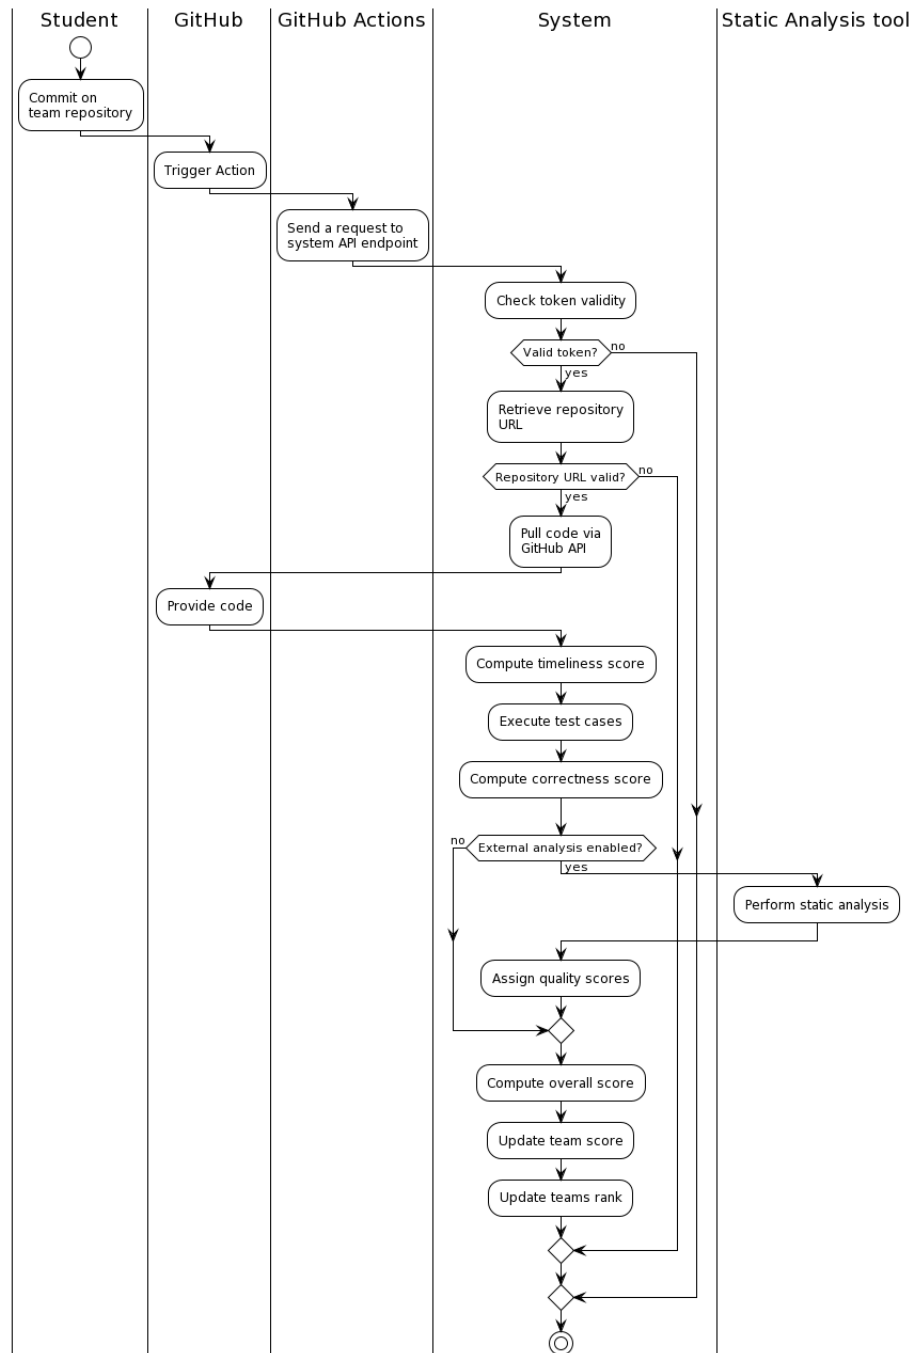 Student
GitHub
GitHub Actions
System
Static Analysis tool
Commit on
team repository
Trigger Action
Send a request to
system API endpoint
Check token validity
Valid token?
no
yes
Retrieve repository
URL
Repository URL valid?
no
yes
Pull code via
GitHub API
Provide code
Compute timeliness score
Execute test cases
Compute correctness score
no
External analysis enabled?
yes
Perform static analysis
Assign quality scores
Compute overall score
Update team score
Update teams rank